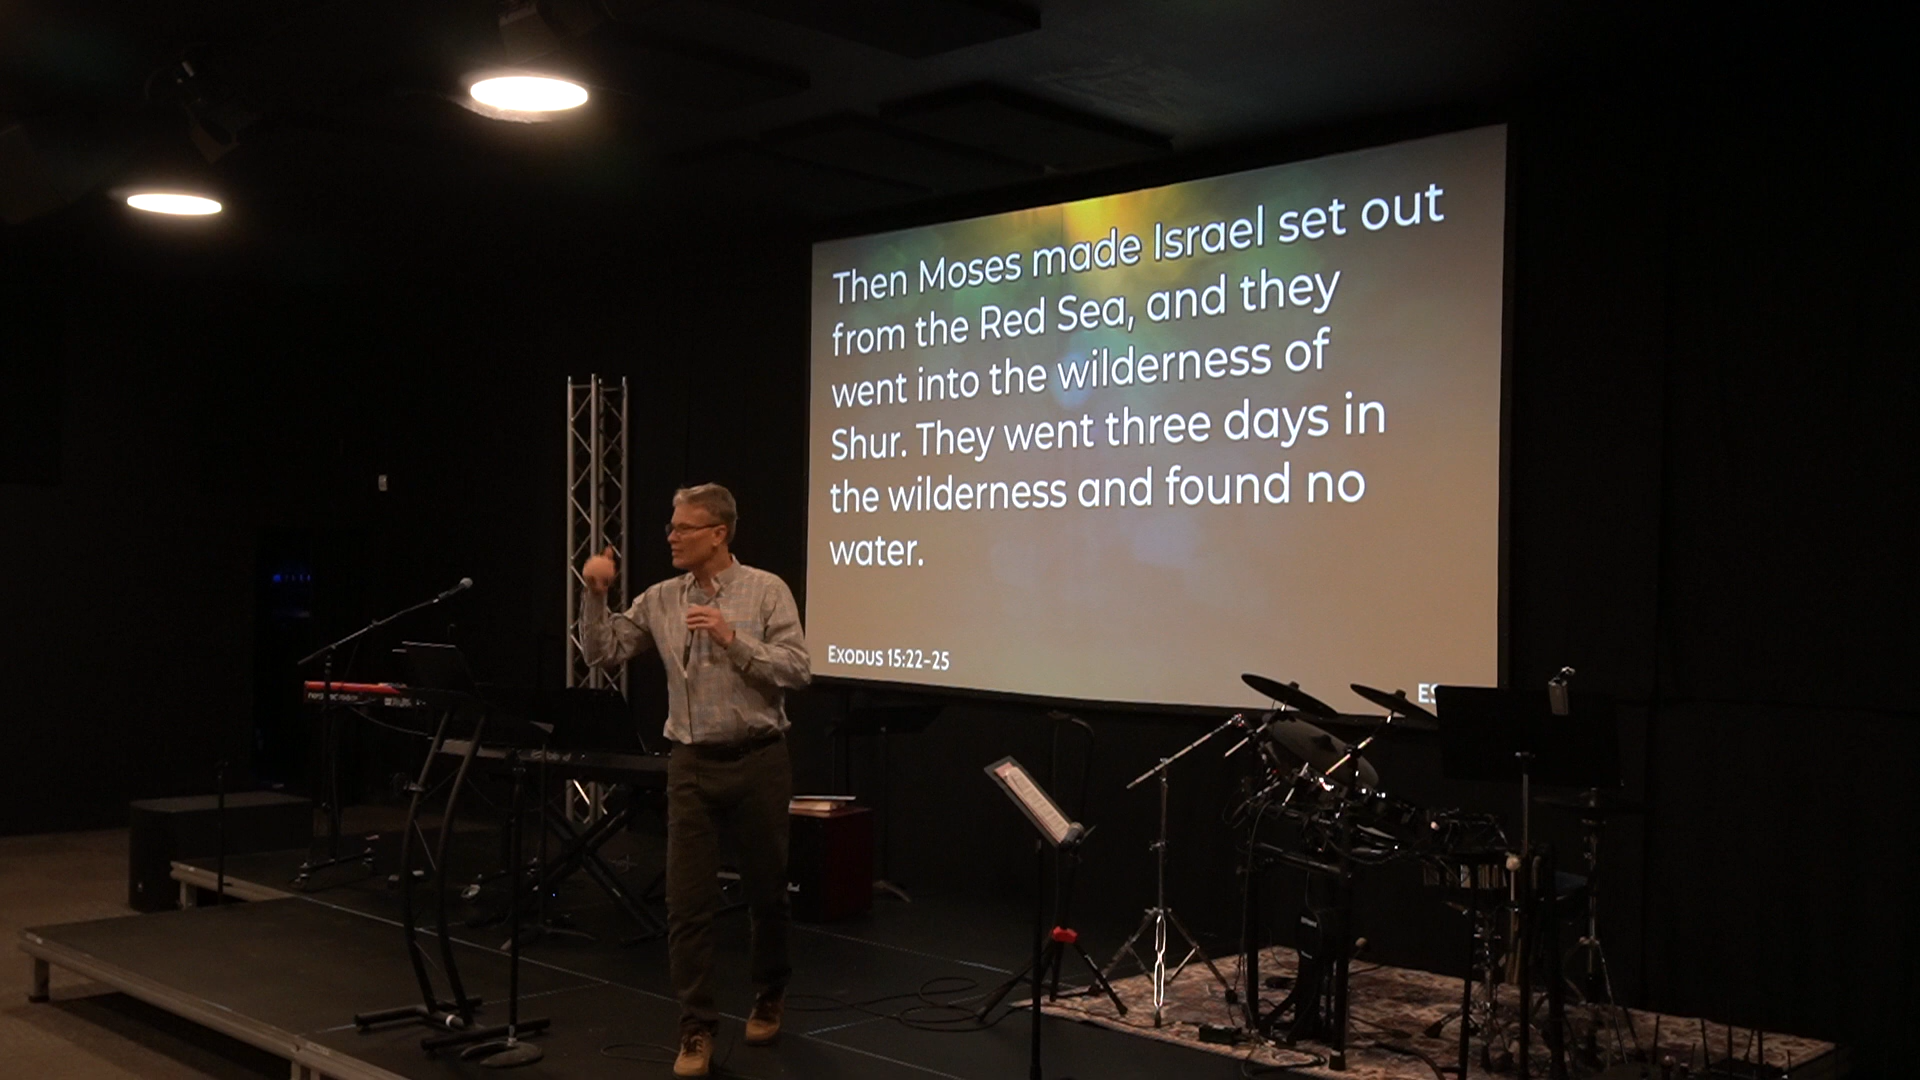 Then Moses made Israel set out
from the Red Sea, and they
went into the wilderness of
Shur. They went three days in
the wilderness and found no
water.
Exodus 15:22-25